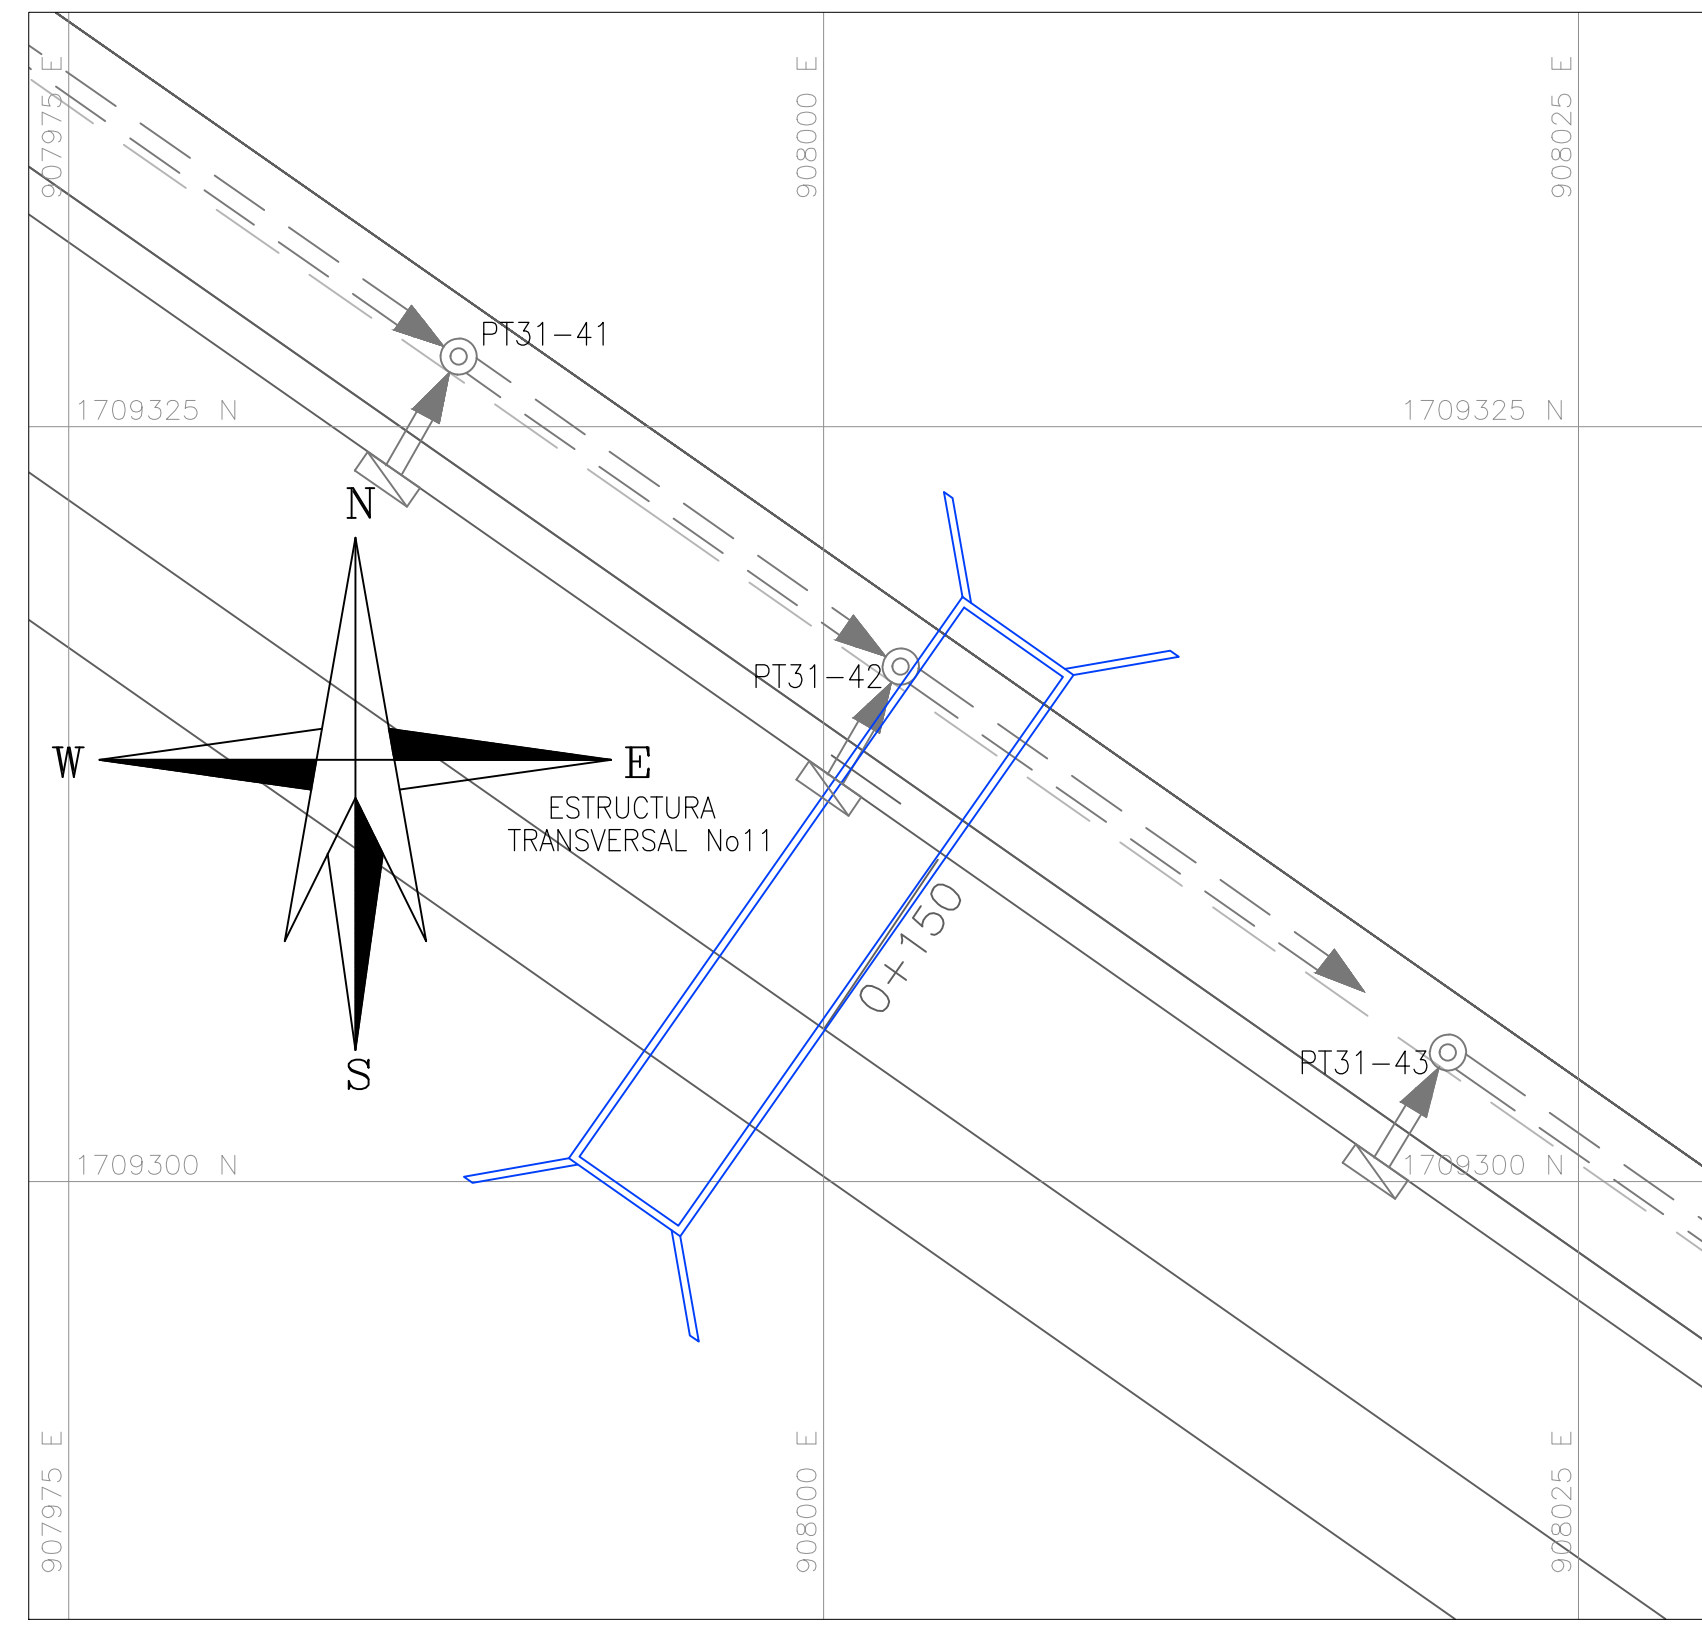 907975 E
908000 E
908025 E
PT31-41
1709325 N
1709325 N
N
W
E
S
PT31-42
ESTRUCTURA
TRANSVERSAL No11
0+150
PT31-43
1709300 N
1709300 N
907975 E
908000 E
908025 E